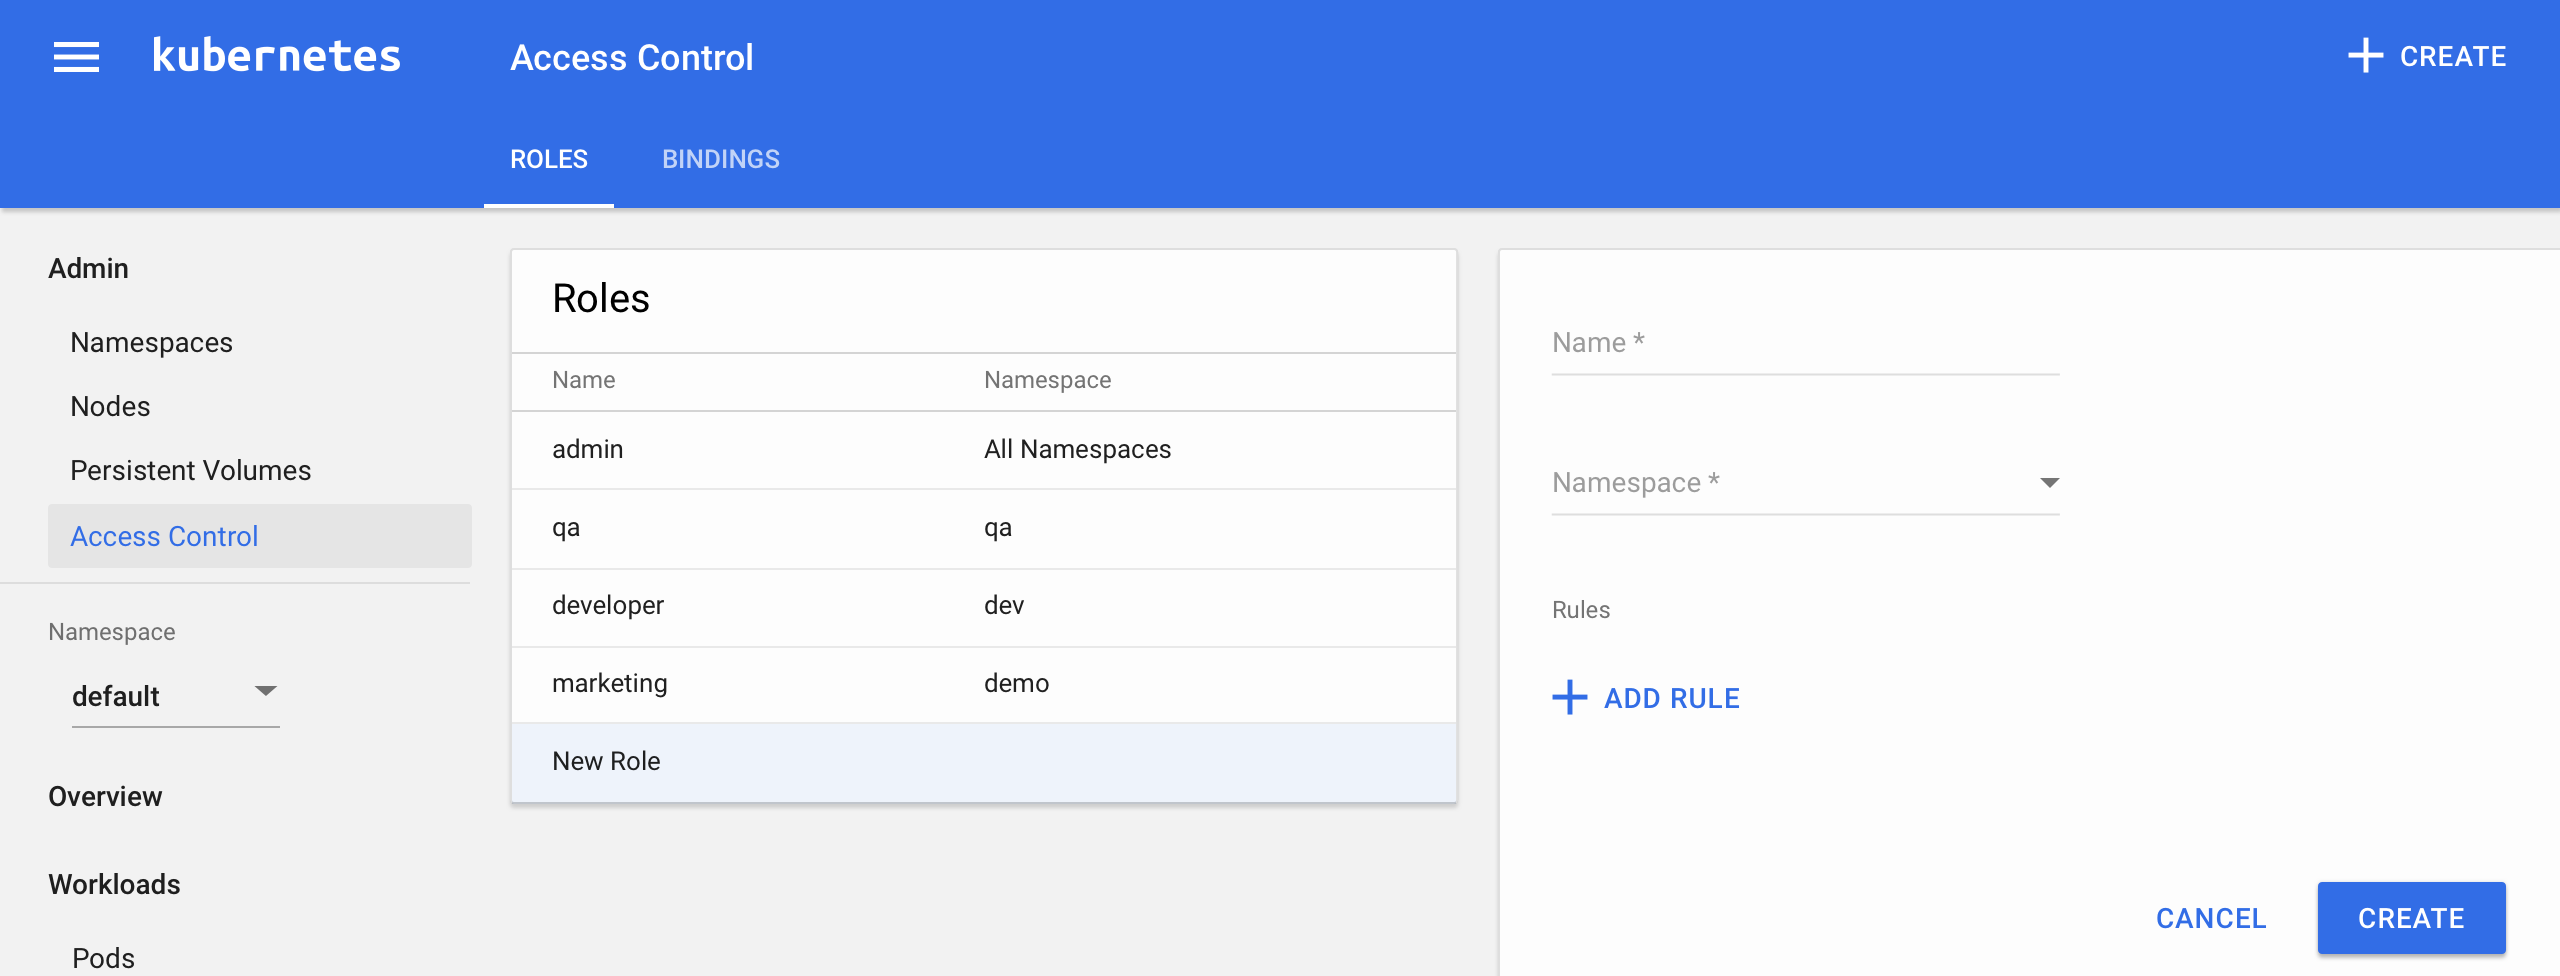 kubernetes
Access Control
CREATE
ROLES
BINDINGS
Admin
Namespaces
Nodes
Persistent Volumes
Access Control
Namespace
default
Overview
Workloads
Pods
Roles
Name Namespace
admin All Namespaces
qa qa
developer dev
marketing demo
New Role
Name *
Namespace *
Rules
ADD RULE
CANCEL
CREATE